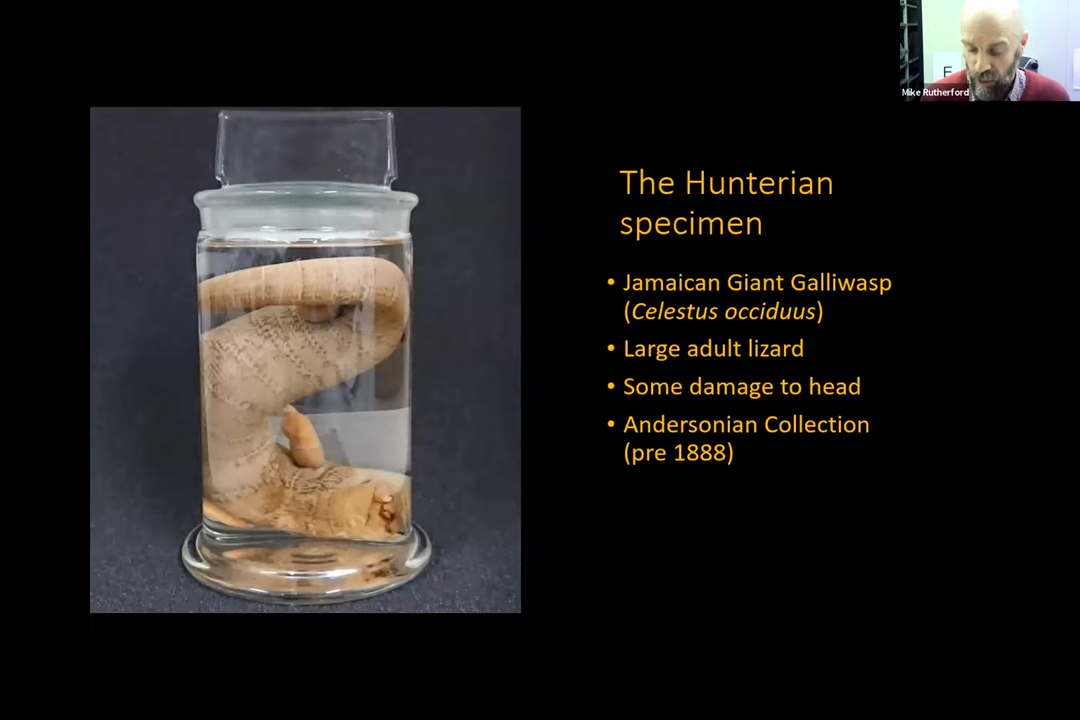 E
Mike Rutherford
The Hunterian
specimen
• Jamaican Giant Galliwasp
(Celestus occiduus)
• Large adult lizard
• Some damage to head
• Andersonian Collection
(pre 1888)